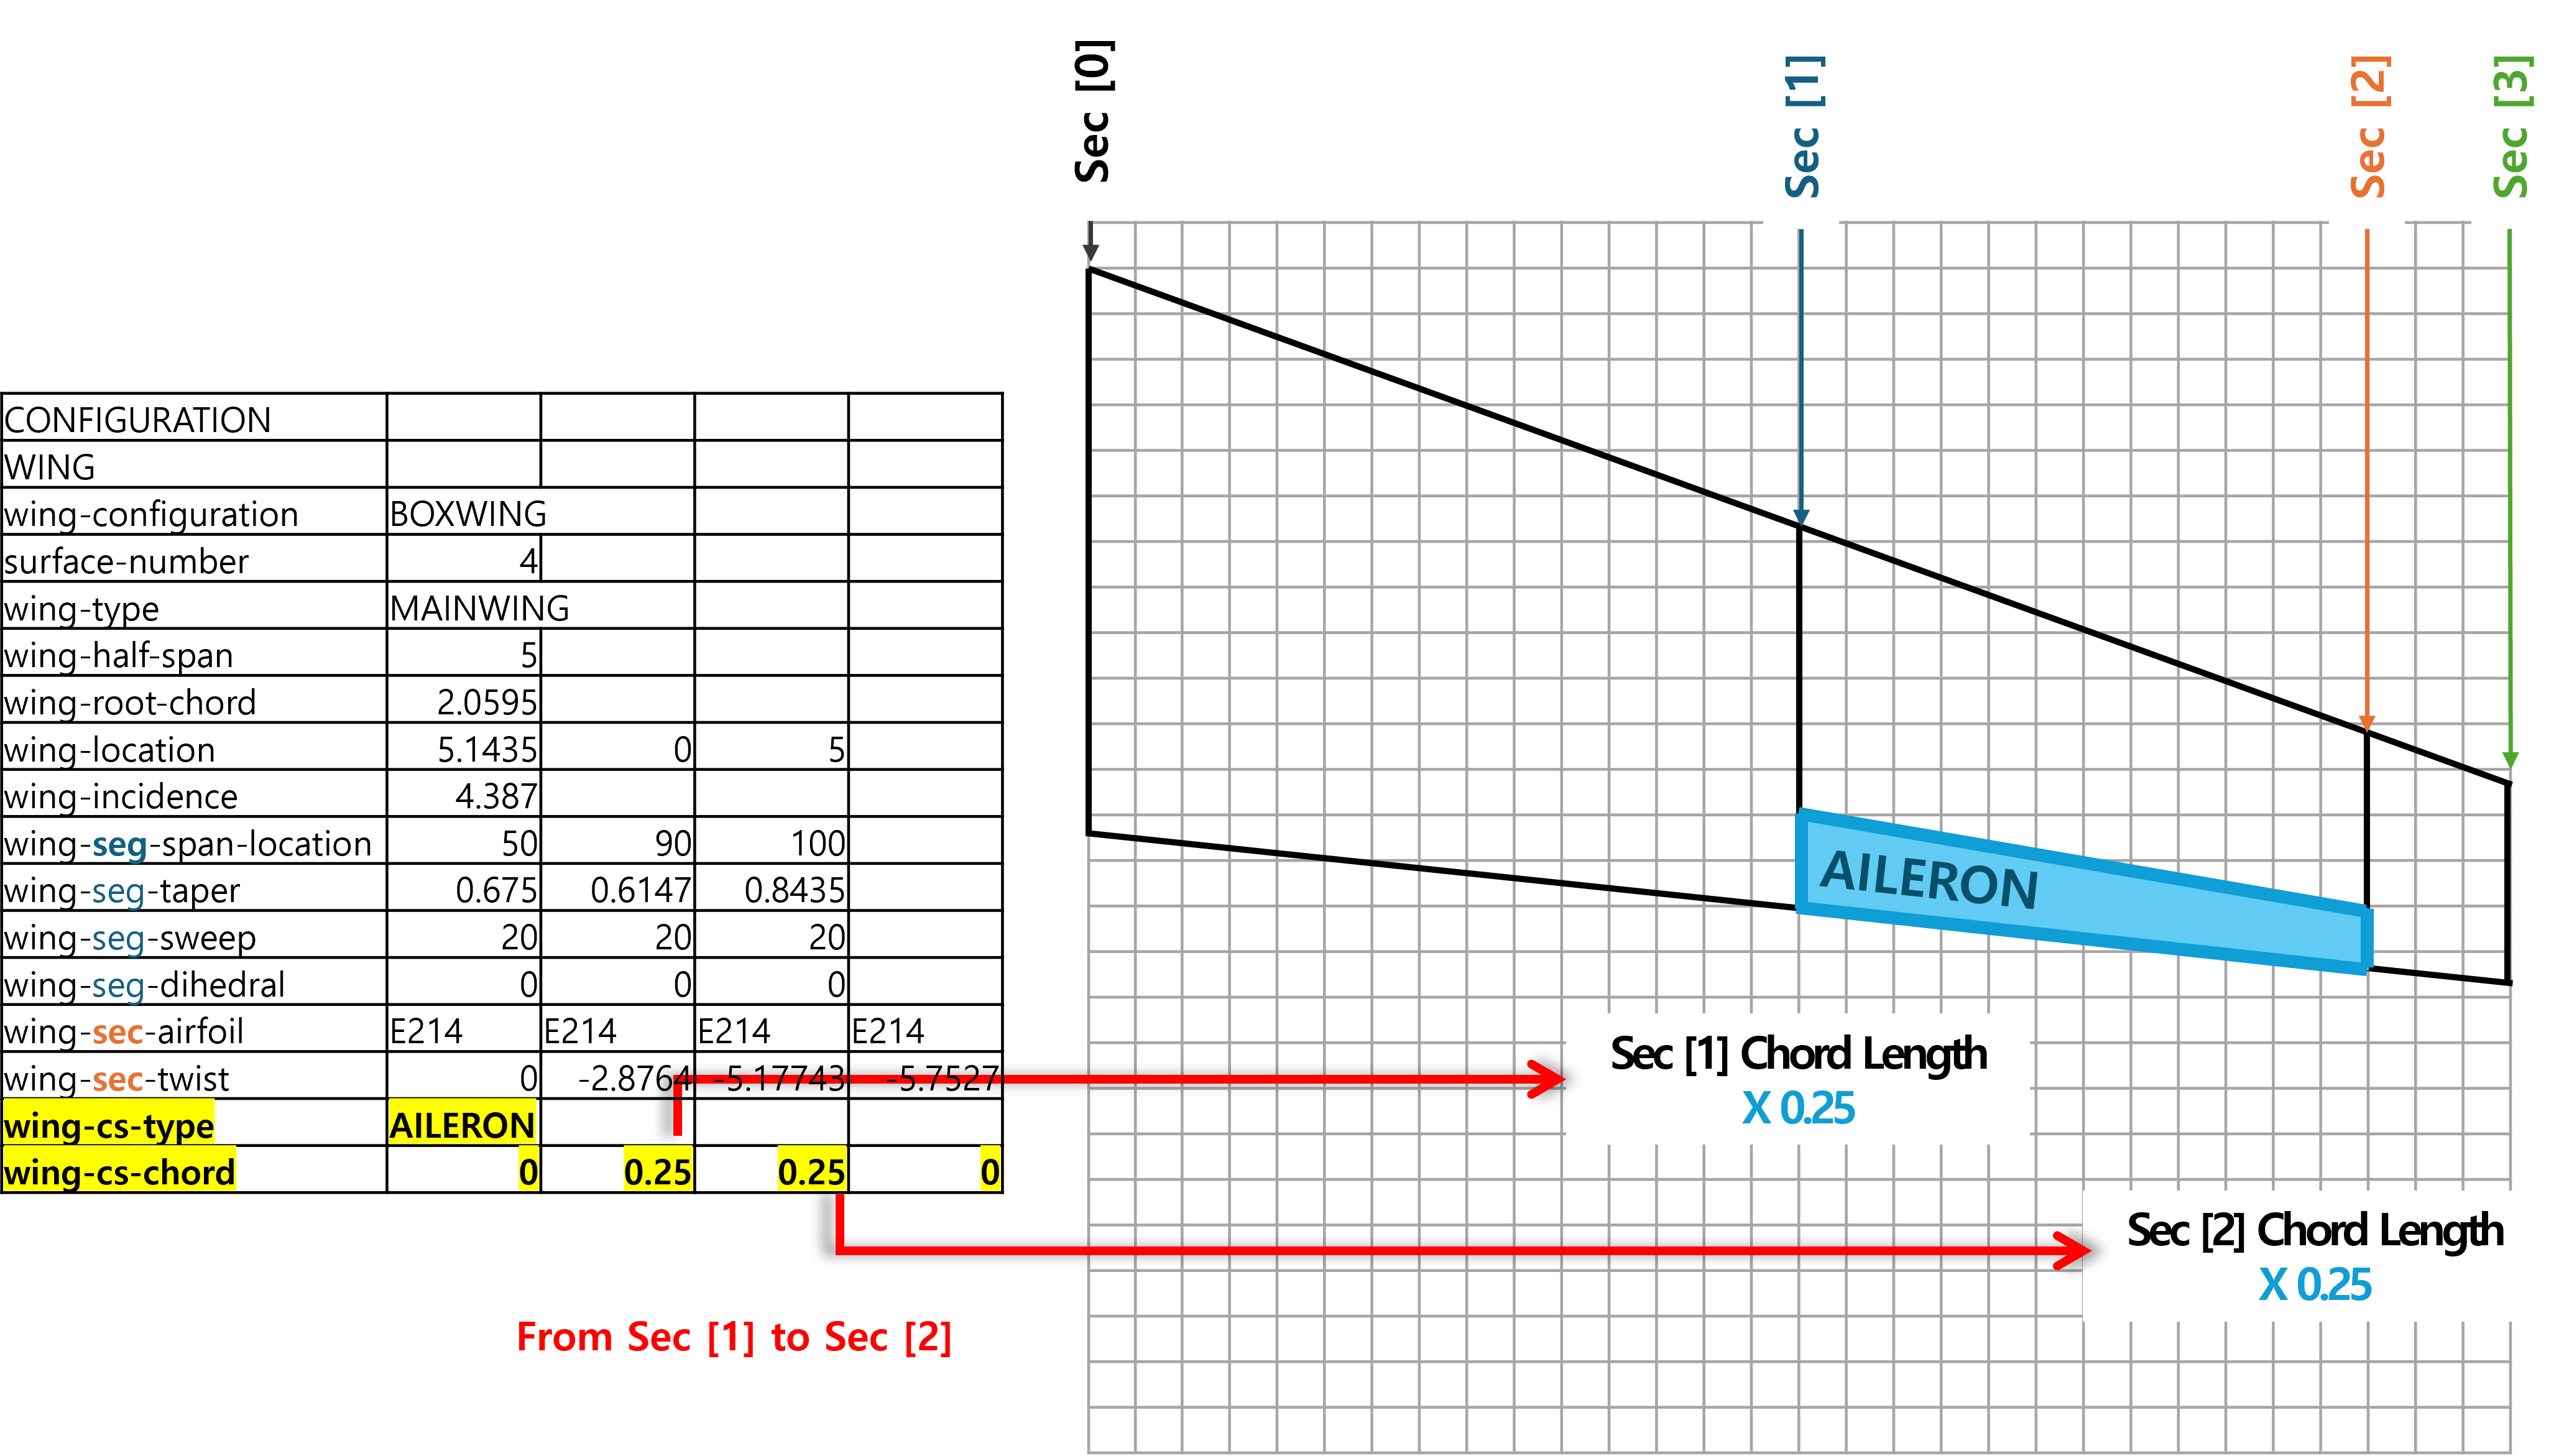 Sec [0]
Sec [1]
Sec [2]
Sec [3]
CONFIGURATION
WING
wing-configuration BOXWING
surface-number 4
wing-type MAINWING
wing-half-span 5
wing-root-chord 2.0595
wing-location 5.1435 0 5
wing-incidence 4.387
wing-seg-span-location 50 90 100
wing-seg-taper 0.675 0.6147 0.8435
wing-seg-sweep 20 20 20
wing-seg-dihedral 0 0 0
wing-sec-airfoil E214 E214 E214 E214
wing-sec-twist 0 -2.8764 -5.17743 -5.7527
wing-cs-type AILERON
wing-cs-chord 0 0.25 0.25 0
AILERON
Sec [1] Chord Length
X 0.25
Sec [2] Chord Length
X 0.25
From Sec [1] to Sec [2]